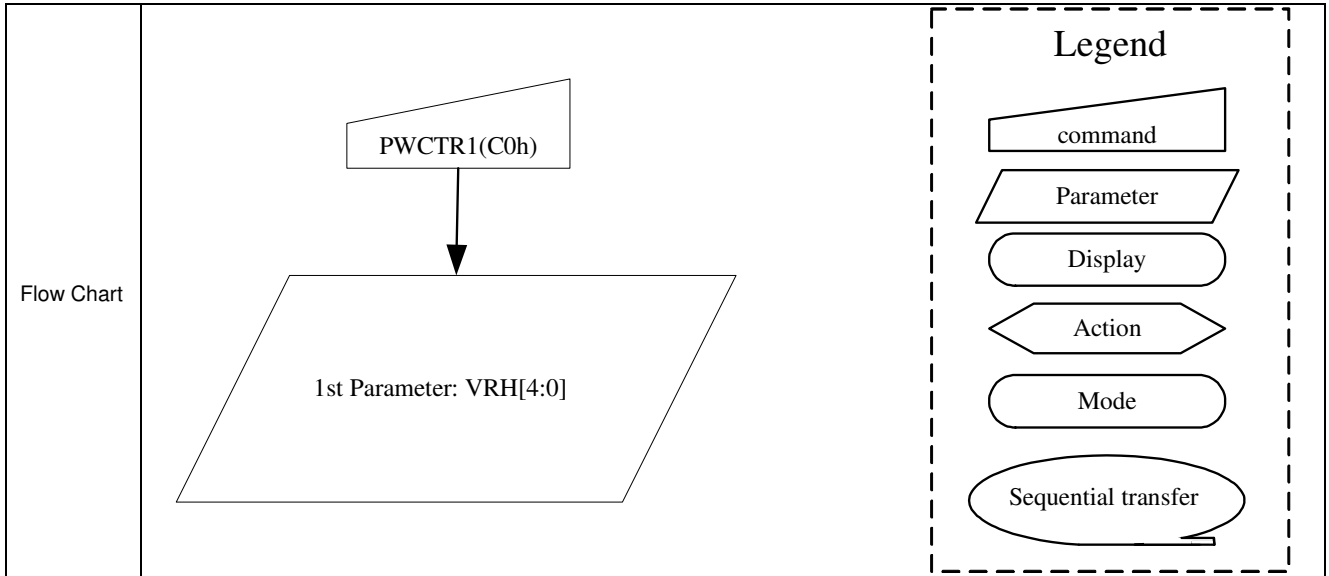 Flow Chart
PWCTR1(C0h)
1st Parameter: VRH[4:0]
Legend
command
Parameter
Display
Action
Mode
Sequential transfer